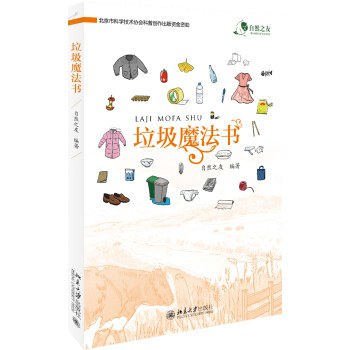 北京市科学技术协会科普创作出版资金资助
自然之友
LAJI MOFA SHU
垃圾魔法书
自然之友 编著
北京大学出版社
垃圾魔法书
自然之友 编著